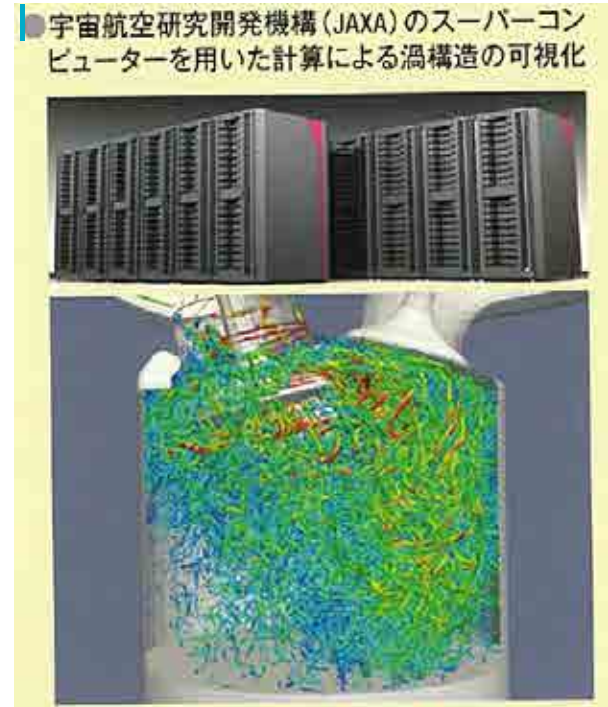 ●宇宙航空研究開発機構(JAXA)のスーパーコン
ピューターを用いた計算による渦構造の可視化